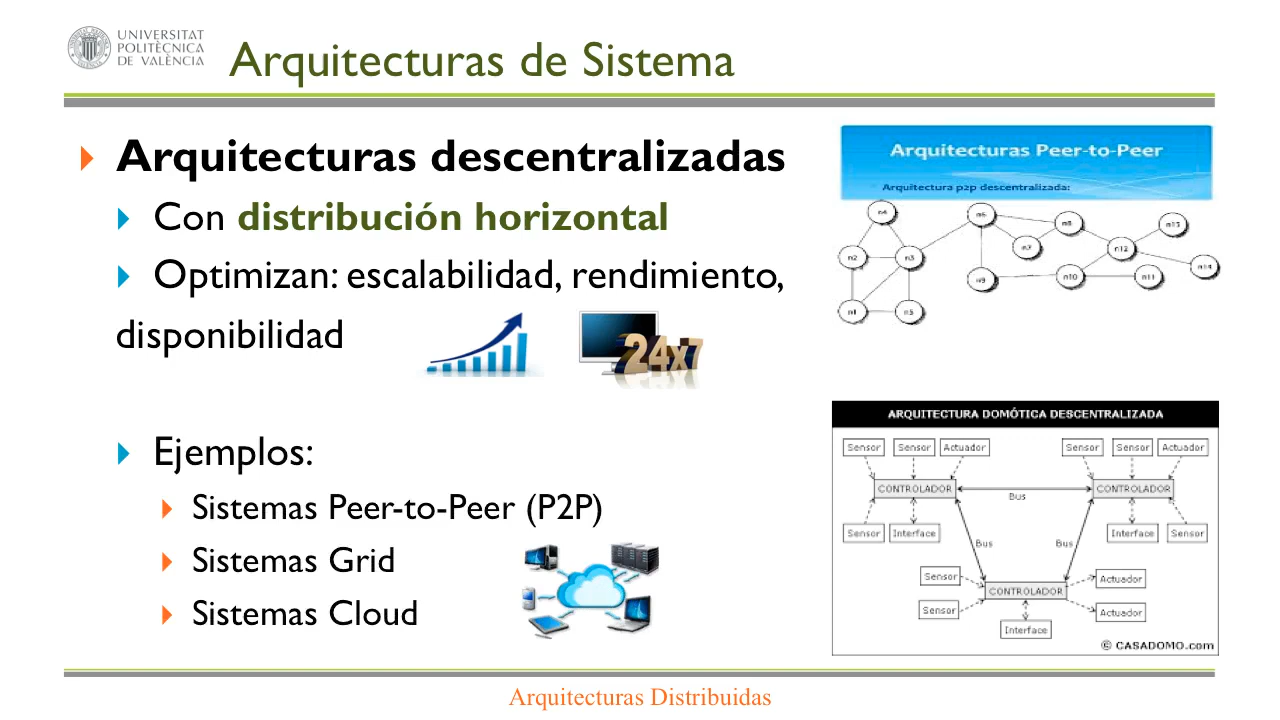 UNIVERSITAT
POLITÈCNICA
DE VALÈNCIA
Arquitecturas de Sistema
Arquitecturas descentralizadas
Con distribución horizontal
Optimizan: escalabilidad, rendimiento,
disponibilidad
24x7
Ejemplos:
Sistemas Peer-to-Peer (P2P)
Sistemas Grid
Sistemas Cloud
Arquitecturas Peer-to-Peer
Arquitectura p2p descentralizada:
n4
n6
n8
n13
n2
n3
n7
n12
n14
n9
n10
n11
n1
n5
ARQUITECTURA DOMÓTICA DESCENTRALIZADA
Sensor
Sensor
Actuador
Sensor
Sensor
Actuador
CONTROLADOR
Bus
CONTROLADOR
Sensor
Interface
Interface
Sensor
Bus
Bus
Sensor
Actuador
CONTROLADOR
Sensor
Actuador
Interface
© CASADOMO.com
Arquitecturas Distribuidas